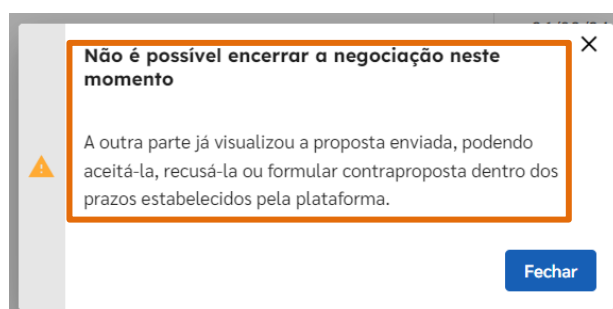 Não é possível encerrar a negociação neste
momento
A outra parte já visualizou a proposta enviada, podendo
aceitá-la, recusá-la ou formular contraproposta dentro dos
prazos estabelecidos pela plataforma.
Fechar